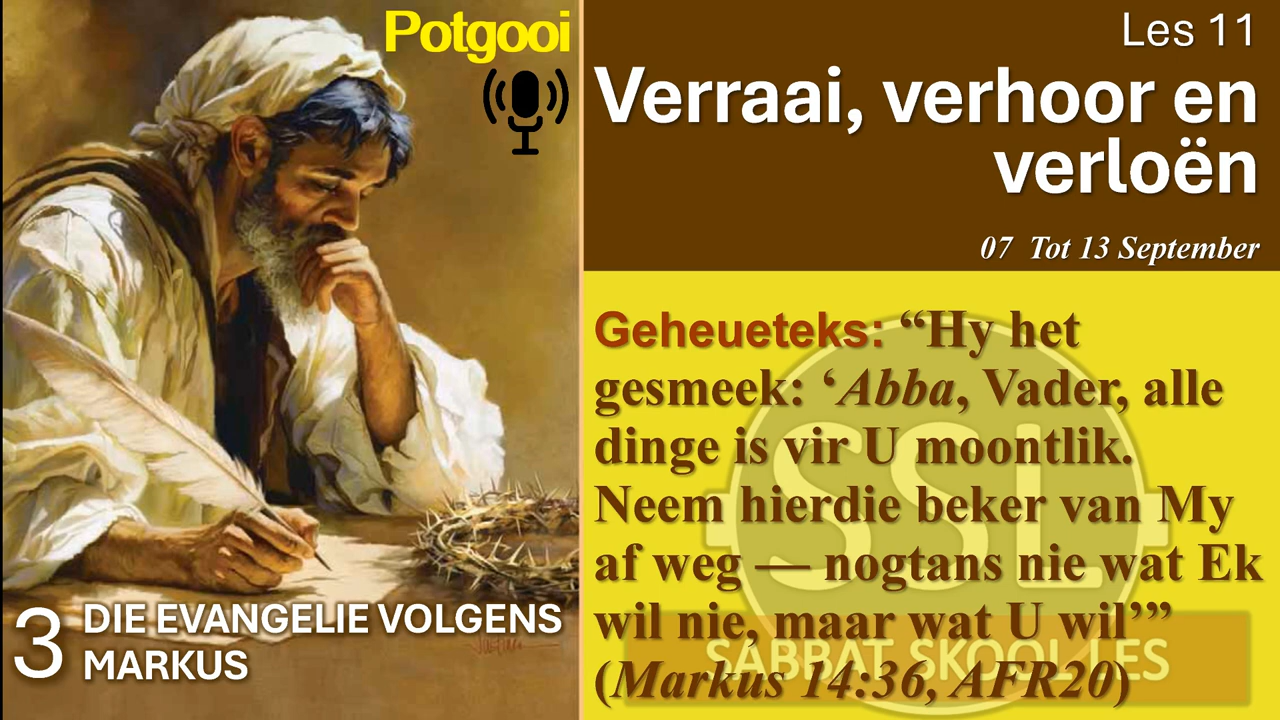 Potgooi
3 DIE EVANGELIE VOLGENS
MARKUS
Les 11
Verraai, verhoor en
verloën
07 Tot 13 September
Geheueteks: “Hy het
gesmeek: ‘Abba, Vader, alle
dinge is vir U moontlik.
Neem hierdie beker van My
af weg — nogtans nie wat Ek
wil nie, maar wat U wil’”
(Markus 14:36, AFR20)
SSL
SABBAT SKOOL LES